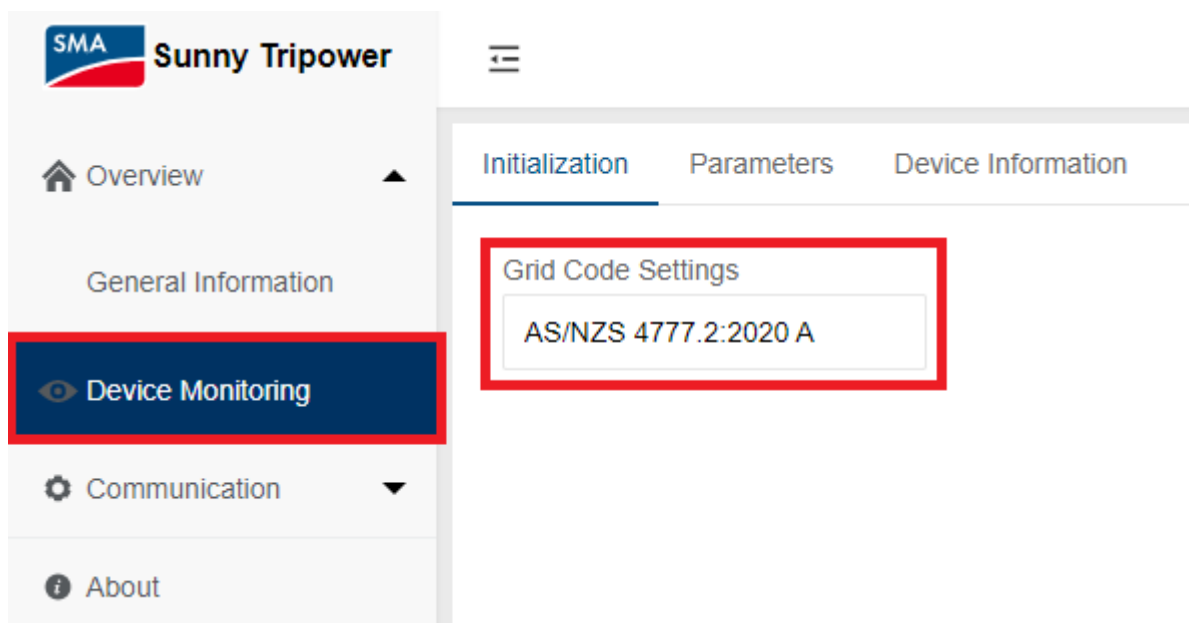 SMA
Sunny Tripower
Overview
General Information
Device Monitoring
Communication
About
Initialization Parameters Device Information
Grid Code Settings
AS/NZS 4777.2:2020 A